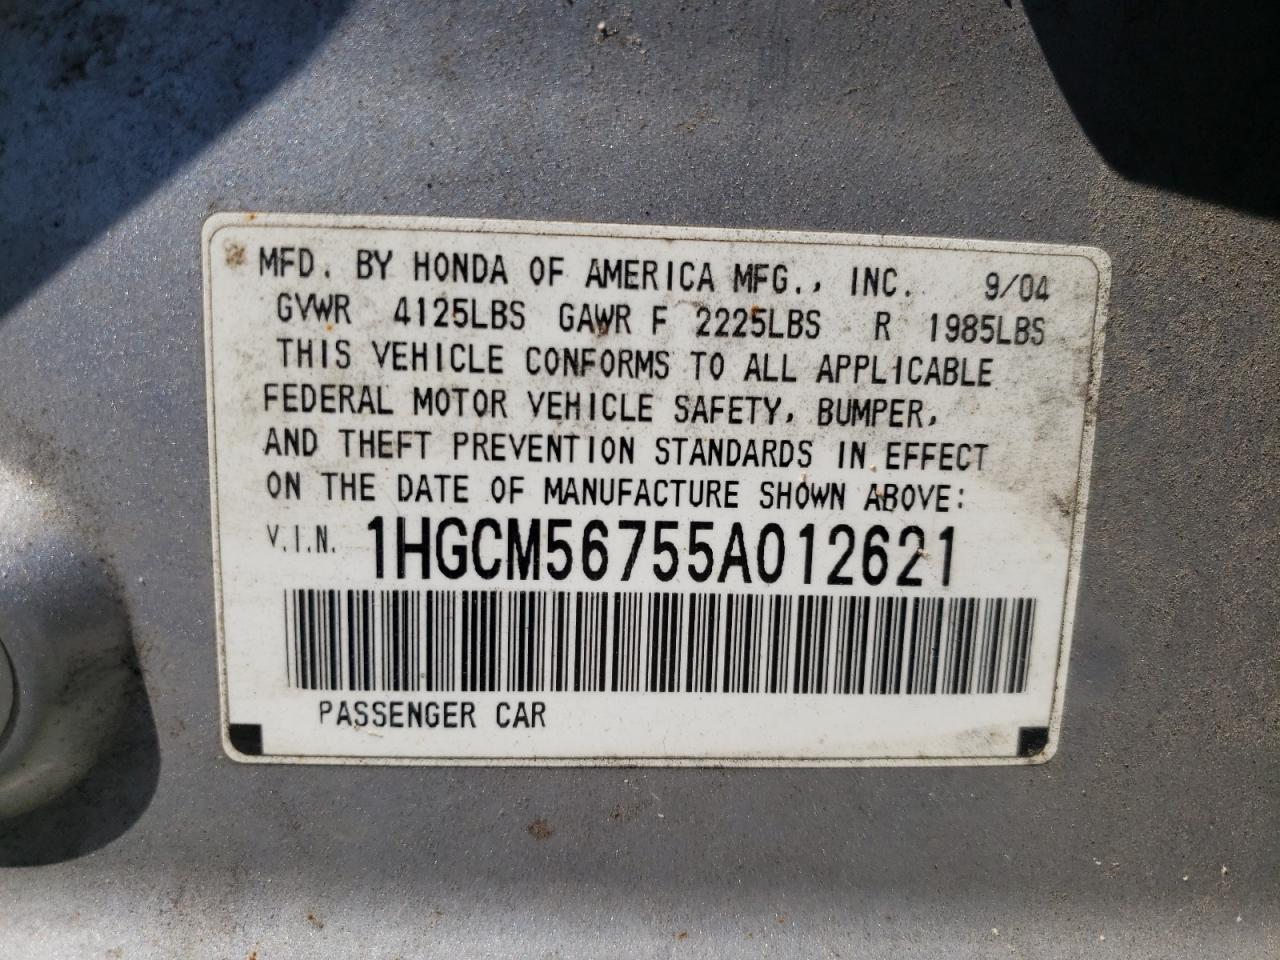 MFD. BY HONDA OF AMERICA MFG., INC. 9/04
GVWR 4125LBS GAWR F 2225LBS R 1985LBS
THIS VEHICLE CONFORMS TO ALL APPLICABLE
FEDERAL MOTOR VEHICLE SAFETY, BUMPER,
AND THEFT PREVENTION STANDARDS IN EFFECT
ON THE DATE OF MANUFACTURE SHOWN ABOVE:
V.I.N. 1HGCM56755A012621
PASSENGER CAR